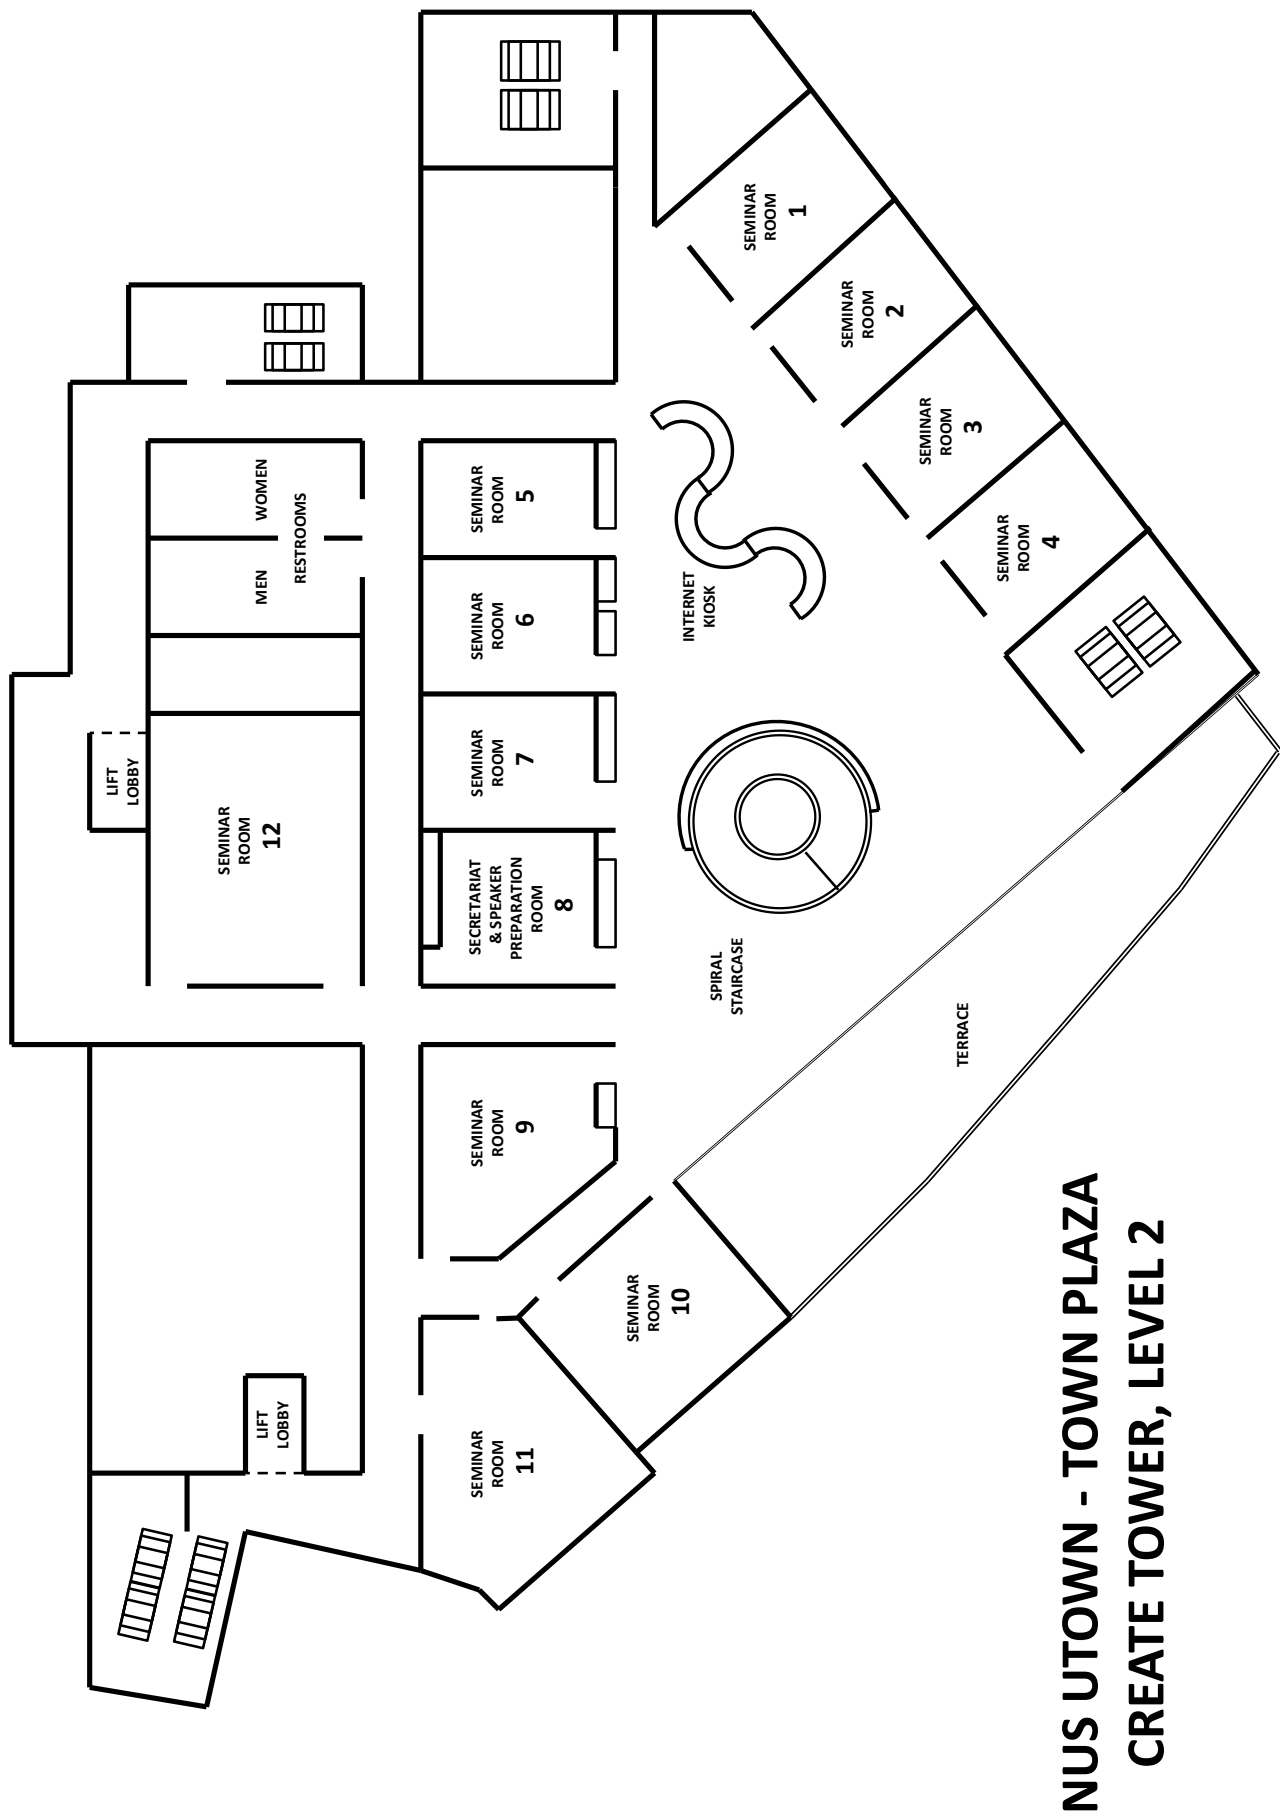 LIFT
LOBBY
LIFT
LOBBY
SEMINAR
ROOM
12
MEN
WOMEN
RESTROOMS
SEMINAR
ROOM
11
SEMINAR
ROOM
9
SECRETARIAT
& SPEAKER
PREPARATION
ROOM
8
SEMINAR
ROOM
7
SEMINAR
ROOM
6
SEMINAR
ROOM
5
SEMINAR
ROOM
10
SPIRAL
STAIRCASE
INTERNET
KIOSK
SEMINAR
ROOM
1
SEMINAR
ROOM
2
SEMINAR
ROOM
3
SEMINAR
ROOM
4
TERRACE
NUS UTOWN - TOWN PLAZA
CREATE TOWER, LEVEL 2